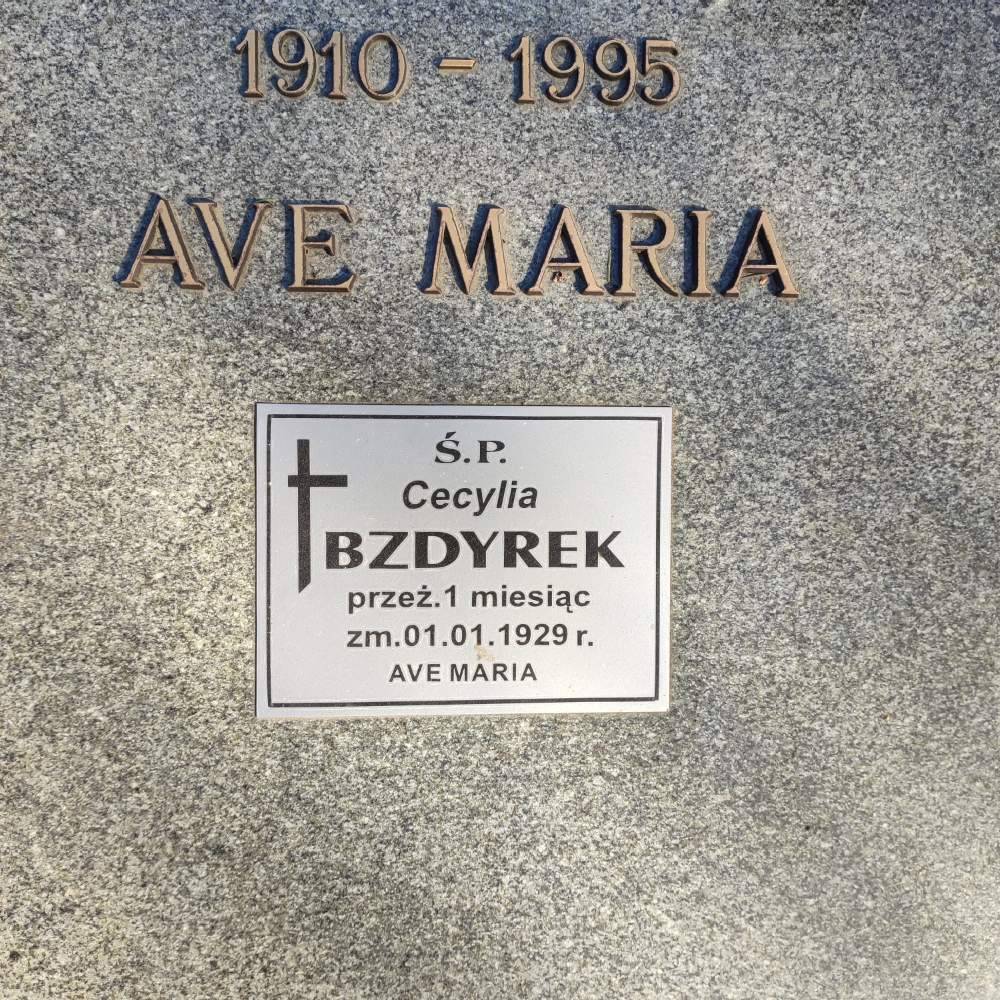 1910 - 1995
AVE MARIA
Ś.P.
Cecylia
BZDYREK
przeż.1 miesiąc
zm.01.01.1929 r.
AVE MARIA